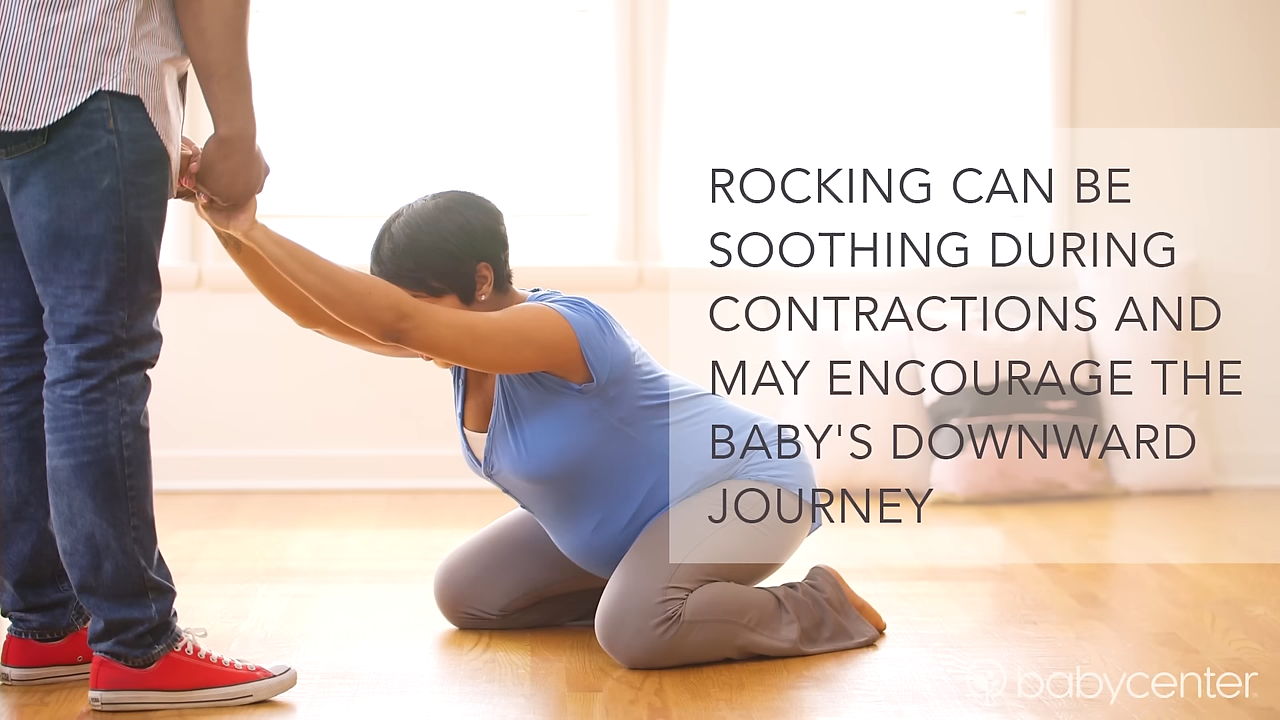 ROCKING CAN BE
SOOTHING DURING
CONTRACTIONS AND
MAY ENCOURAGE THE
BABY'S DOWNWARD
JOURNEY
babycenter